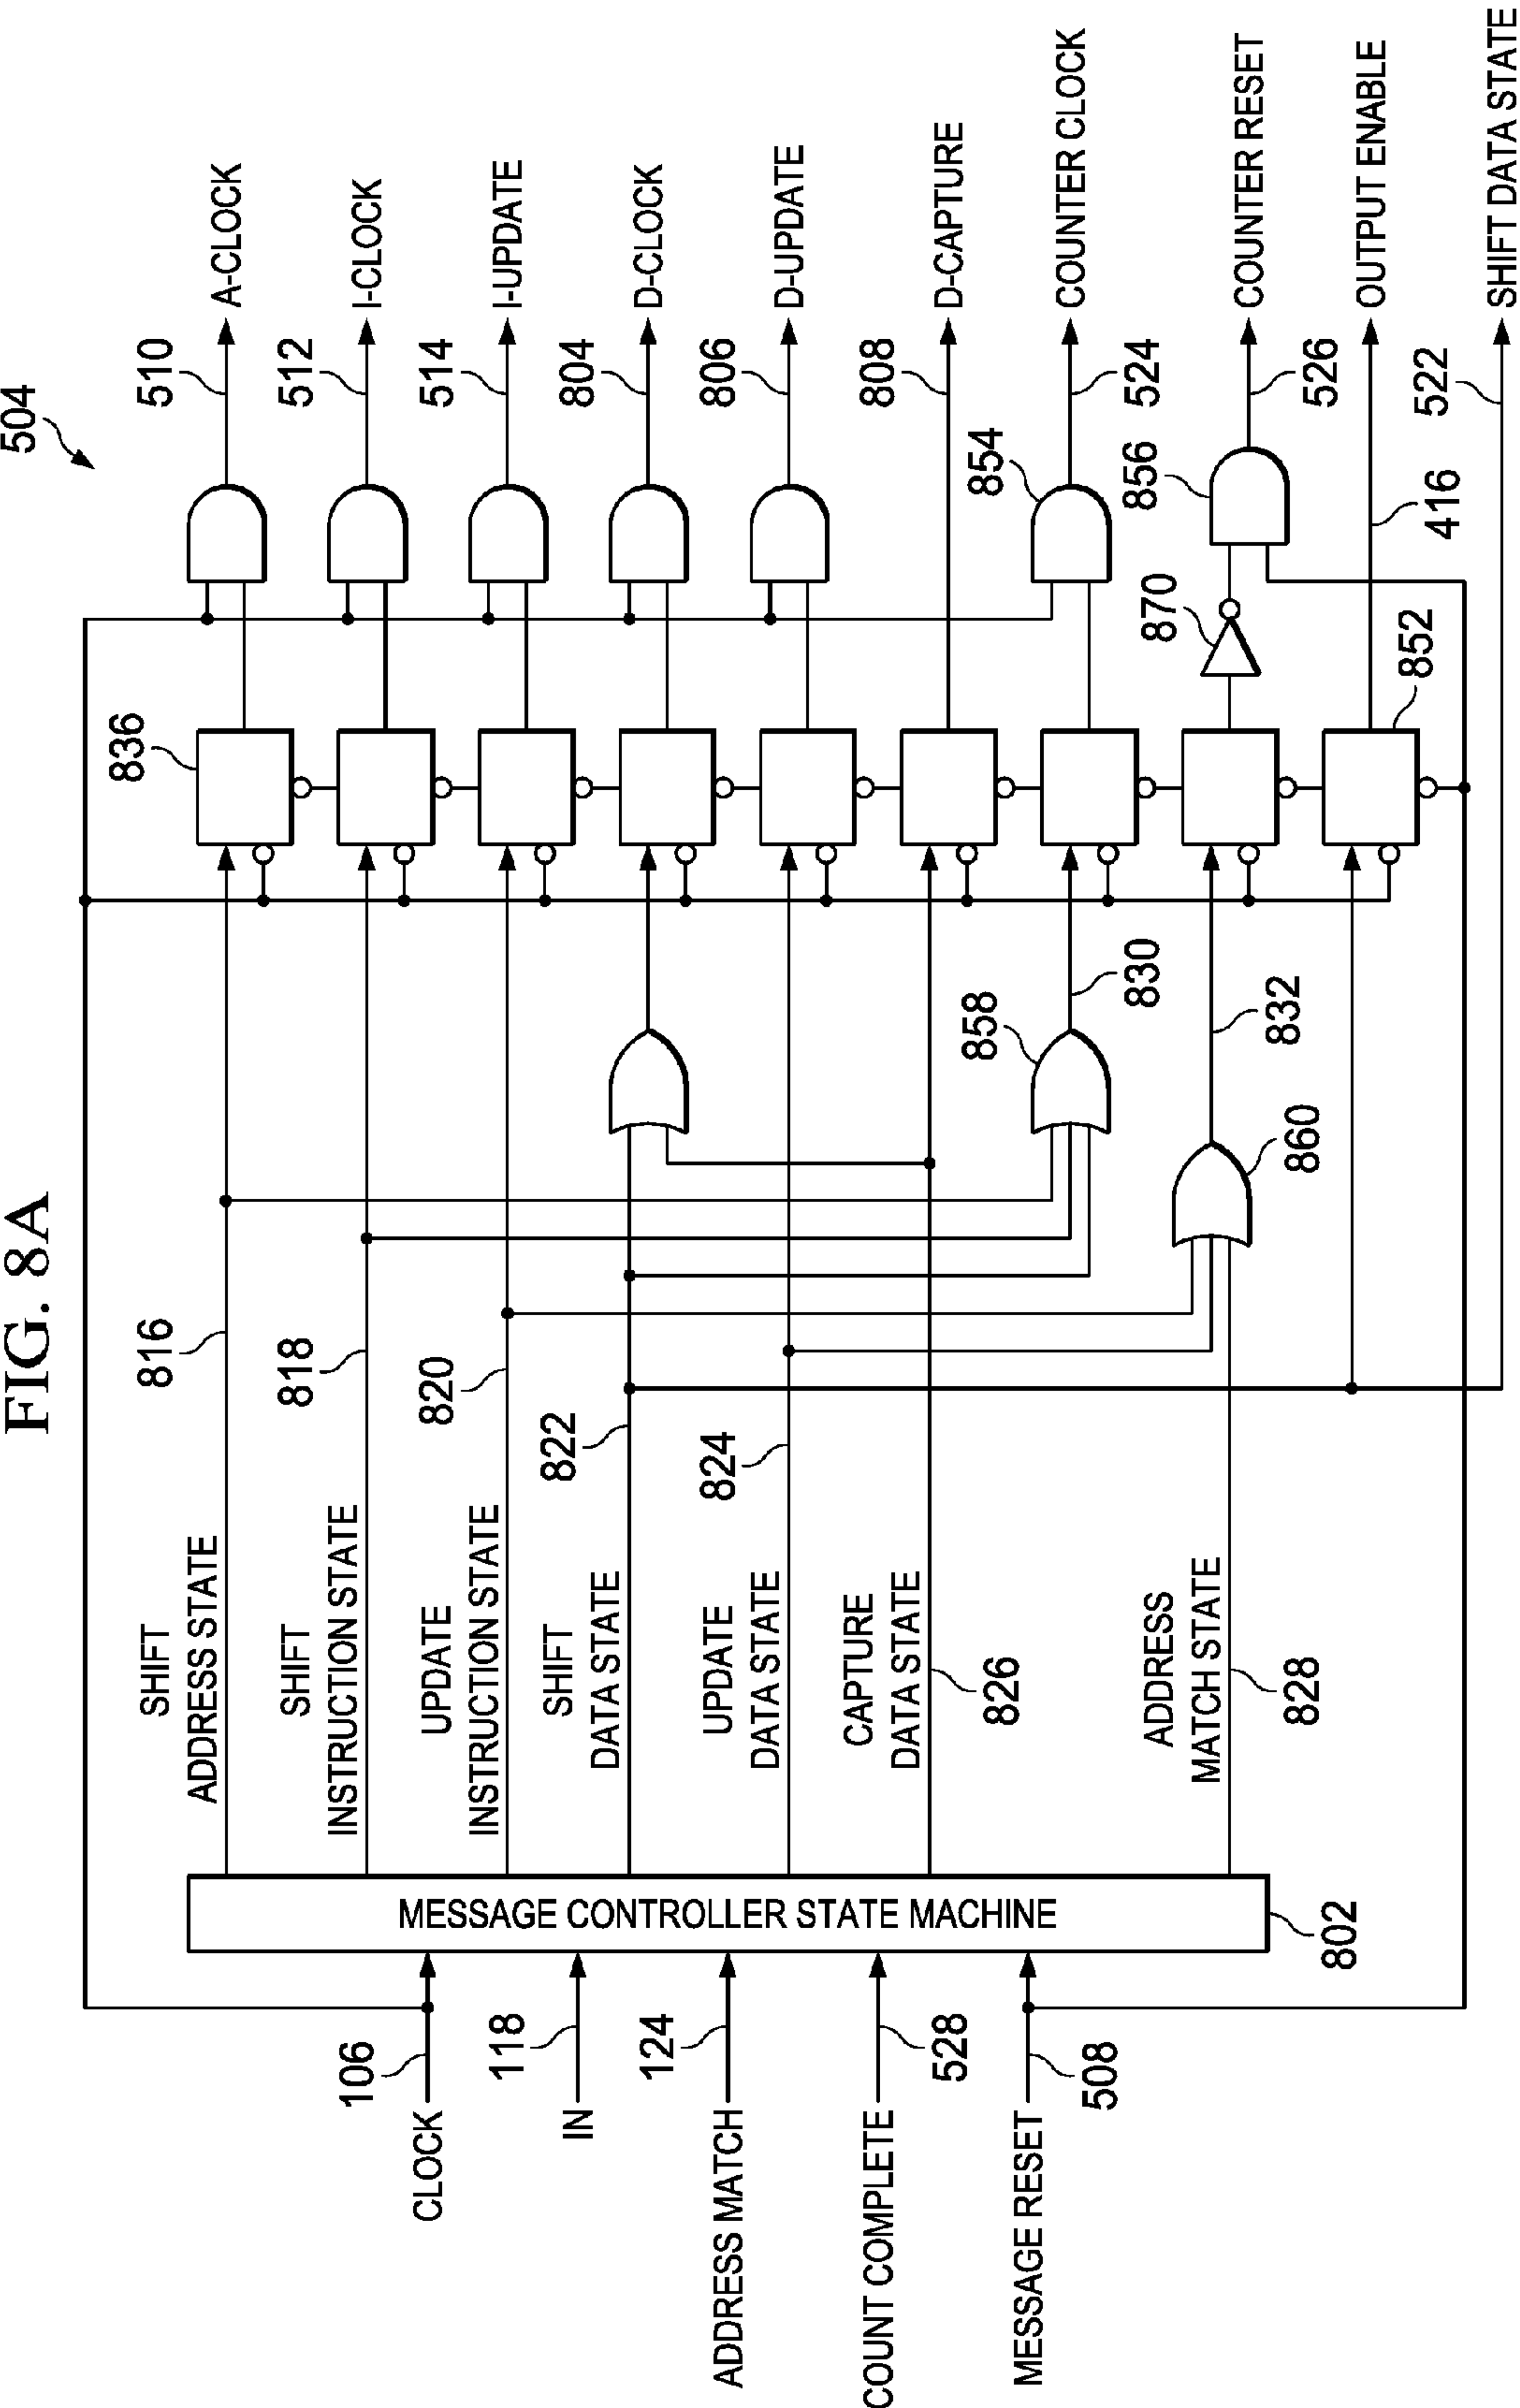 FIG. 8A
504
CLOCK
106
IN
118
ADDRESS MATCH
124
COUNT COMPLETE
528
MESSAGE RESET
508
MESSAGE CONTROLLER STATE MACHINE
802
SHIFT
ADDRESS STATE
816
SHIFT
INSTRUCTION STATE
818
UPDATE
INSTRUCTION STATE
820
SHIFT
DATA STATE
822
UPDATE
DATA STATE
824
CAPTURE
DATA STATE
826
ADDRESS
MATCH STATE
828
858
830
860
832
836
852
870
854
856
510
A-CLOCK
512
I-CLOCK
514
I-UPDATE
804
D-CLOCK
806
D-UPDATE
808
D-CAPTURE
524
COUNTER CLOCK
526
COUNTER RESET
416
OUTPUT ENABLE
522
SHIFT DATA STATE